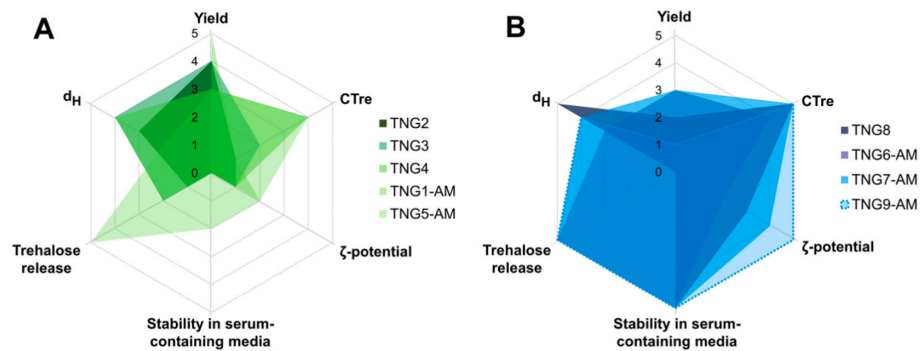 A
Yield
5
4
3
2
1
0
CTre
ζ-potential
Stability in serum-
containing media
Trehalose
release
dH
TNG2
TNG3
TNG4
TNG1-AM
TNG5-AM
B
Yield
5
4
3
2
1
0
CTre
ζ-potential
Stability in serum-
containing media
Trehalose
release
dH
TNG8
TNG6-AM
TNG7-AM
TNG9-AM